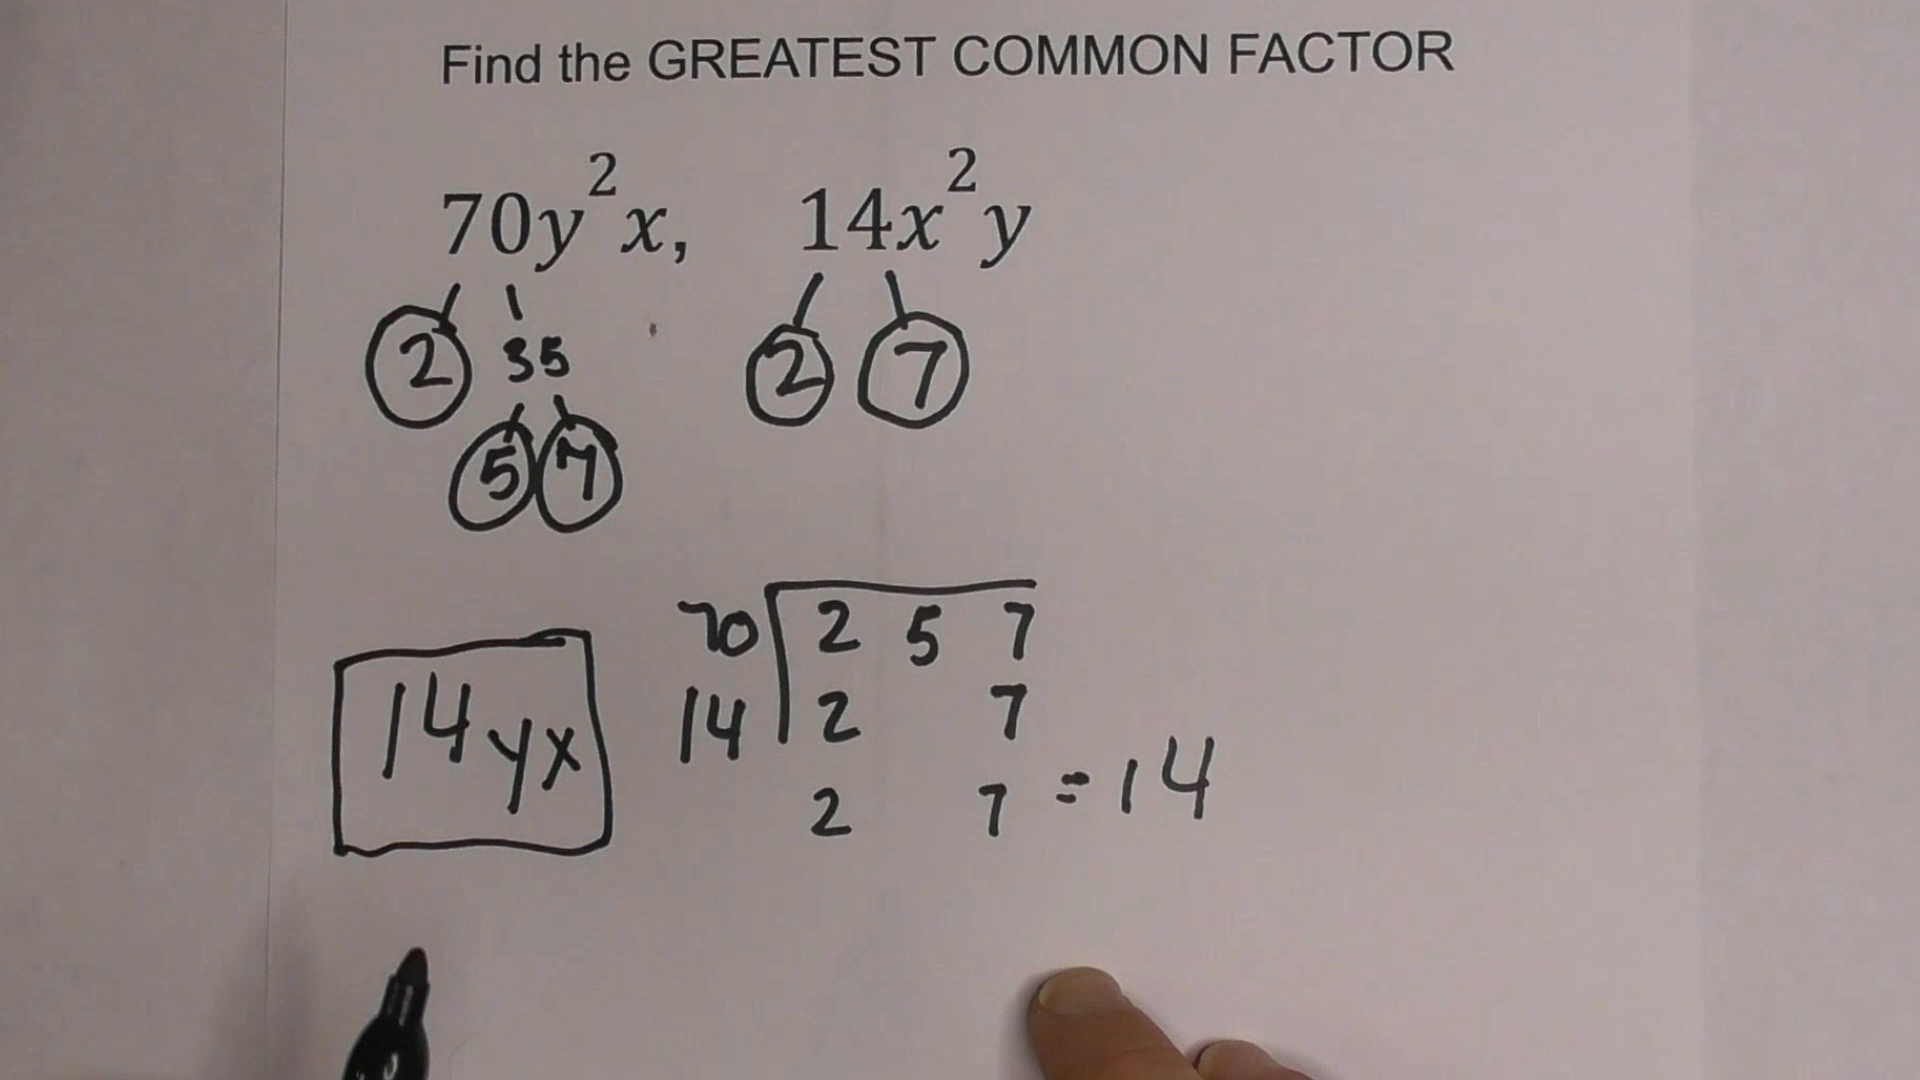 Find the GREATEST COMMON FACTOR
70y²x, 14x²y
2 35 2 7
5 7
70 2 5 7
14 2 7
2 7 = 14
14yx